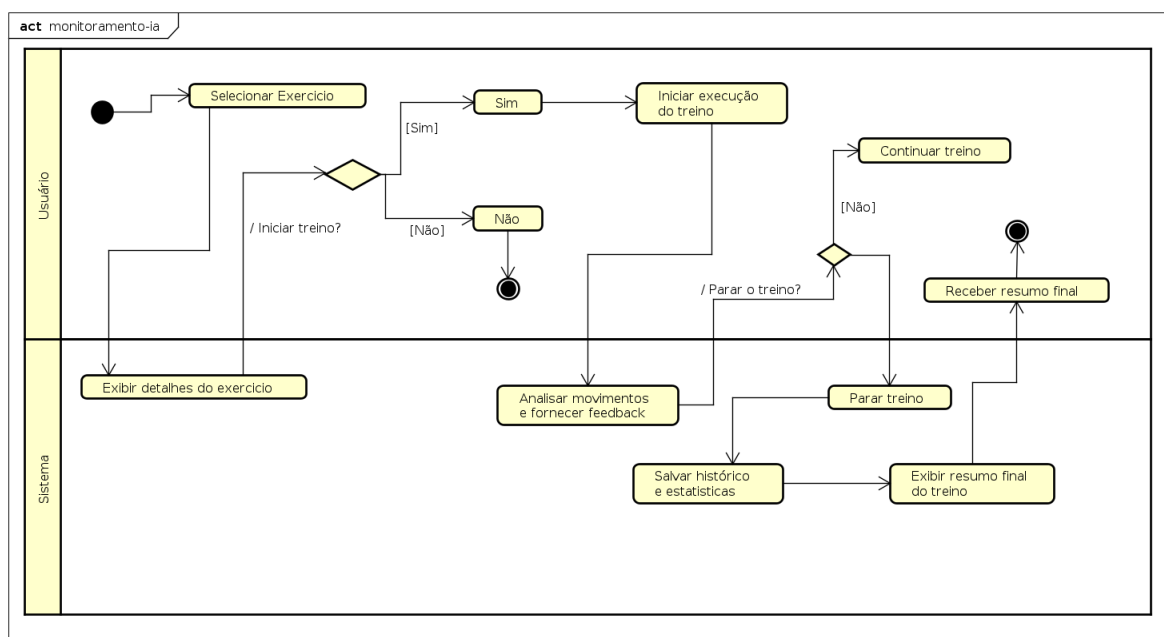 act monitoramento-ia
Usuário
Selecionar Exercicio
[Sim]
Sim
Iniciar execução
do treino
Continuar treino
/ Iniciar treino?
[Não]
Não
[Não]
/ Parar o treino?
Receber resumo final
Sistema
Exibir detalhes do exercicio
Analisar movimentos
e fornecer feedback
Parar treino
Salvar histórico
e estatisticas
Exibir resumo final
do treino